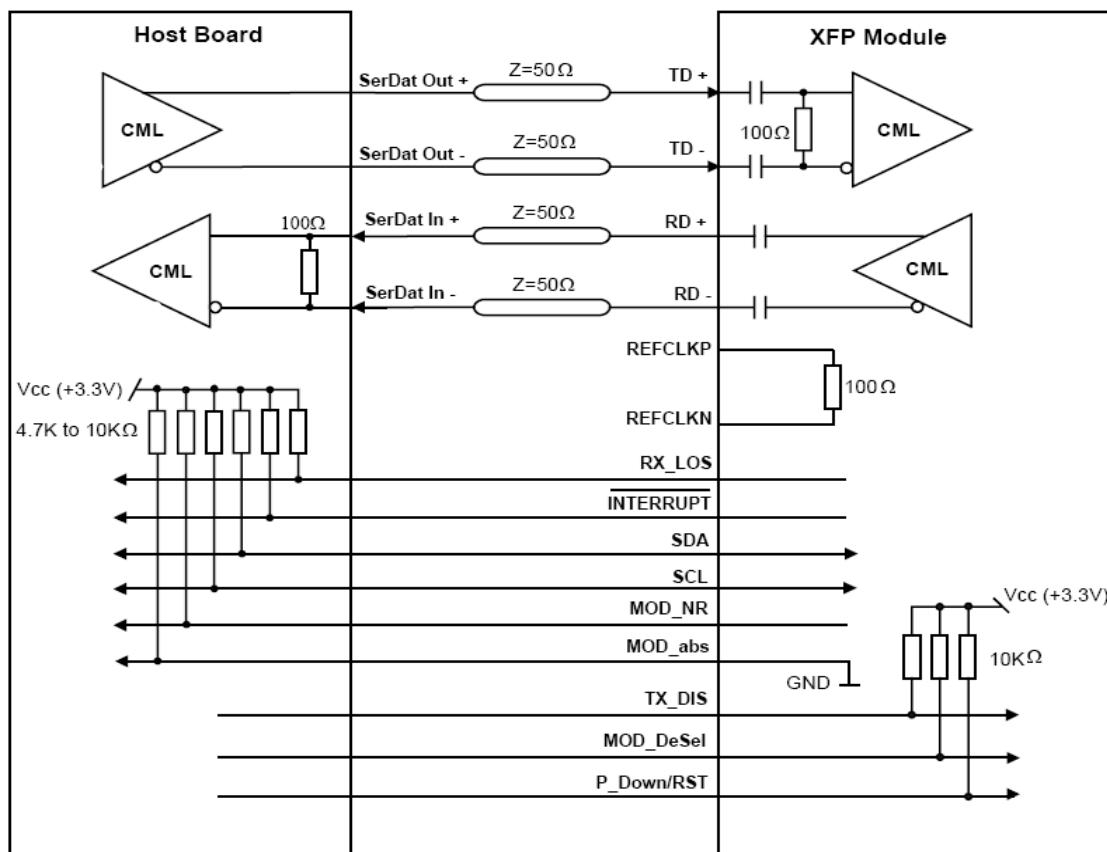 Host Board
XFP Module
SerDat Out +
Z=50Ω
TD +
CML
100Ω
CML
SerDat Out -
Z=50Ω
TD -
100Ω
SerDat In +
Z=50Ω
RD +
CML
CML
SerDat In -
Z=50Ω
RD -
REFCLKP
100Ω
REFCLKN
Vcc (+3.3V)
4.7K to 10KΩ
RX_LOS
INTERRUPT
SDA
SCL
MOD_NR
MOD_abs
GND
Vcc (+3.3V)
10KΩ
TX_DIS
MOD_DeSel
P_Down/RST